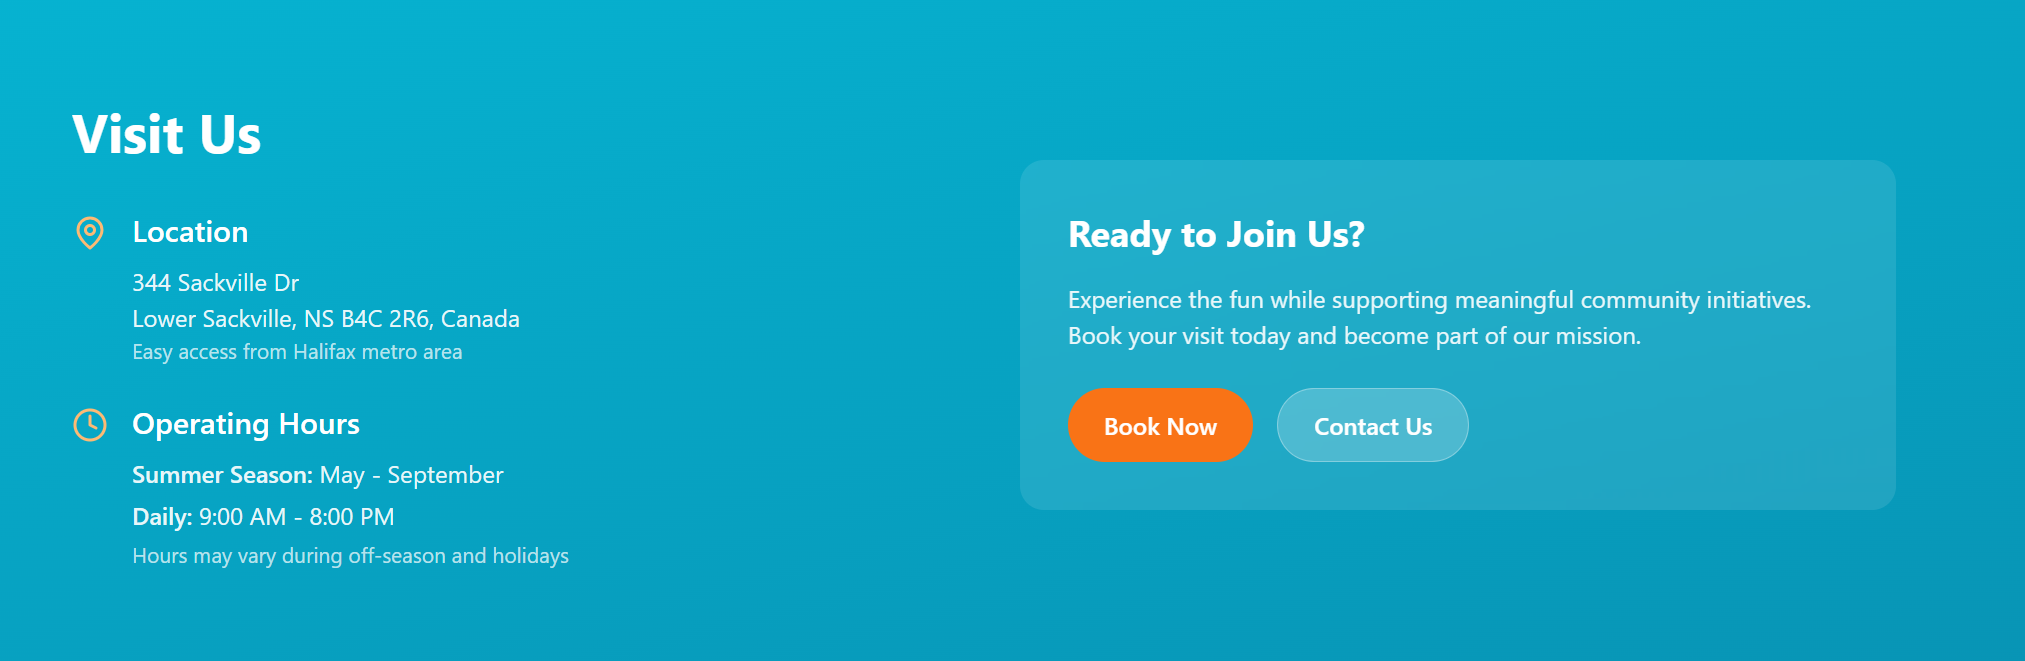 Visit Us
Location
344 Sackville Dr
Lower Sackville, NS B4C 2R6, Canada
Easy access from Halifax metro area
Operating Hours
Summer Season: May - September
Daily: 9:00 AM - 8:00 PM
Hours may vary during off-season and holidays
Ready to Join Us?
Experience the fun while supporting meaningful community initiatives.
Book your visit today and become part of our mission.
Book Now
Contact Us